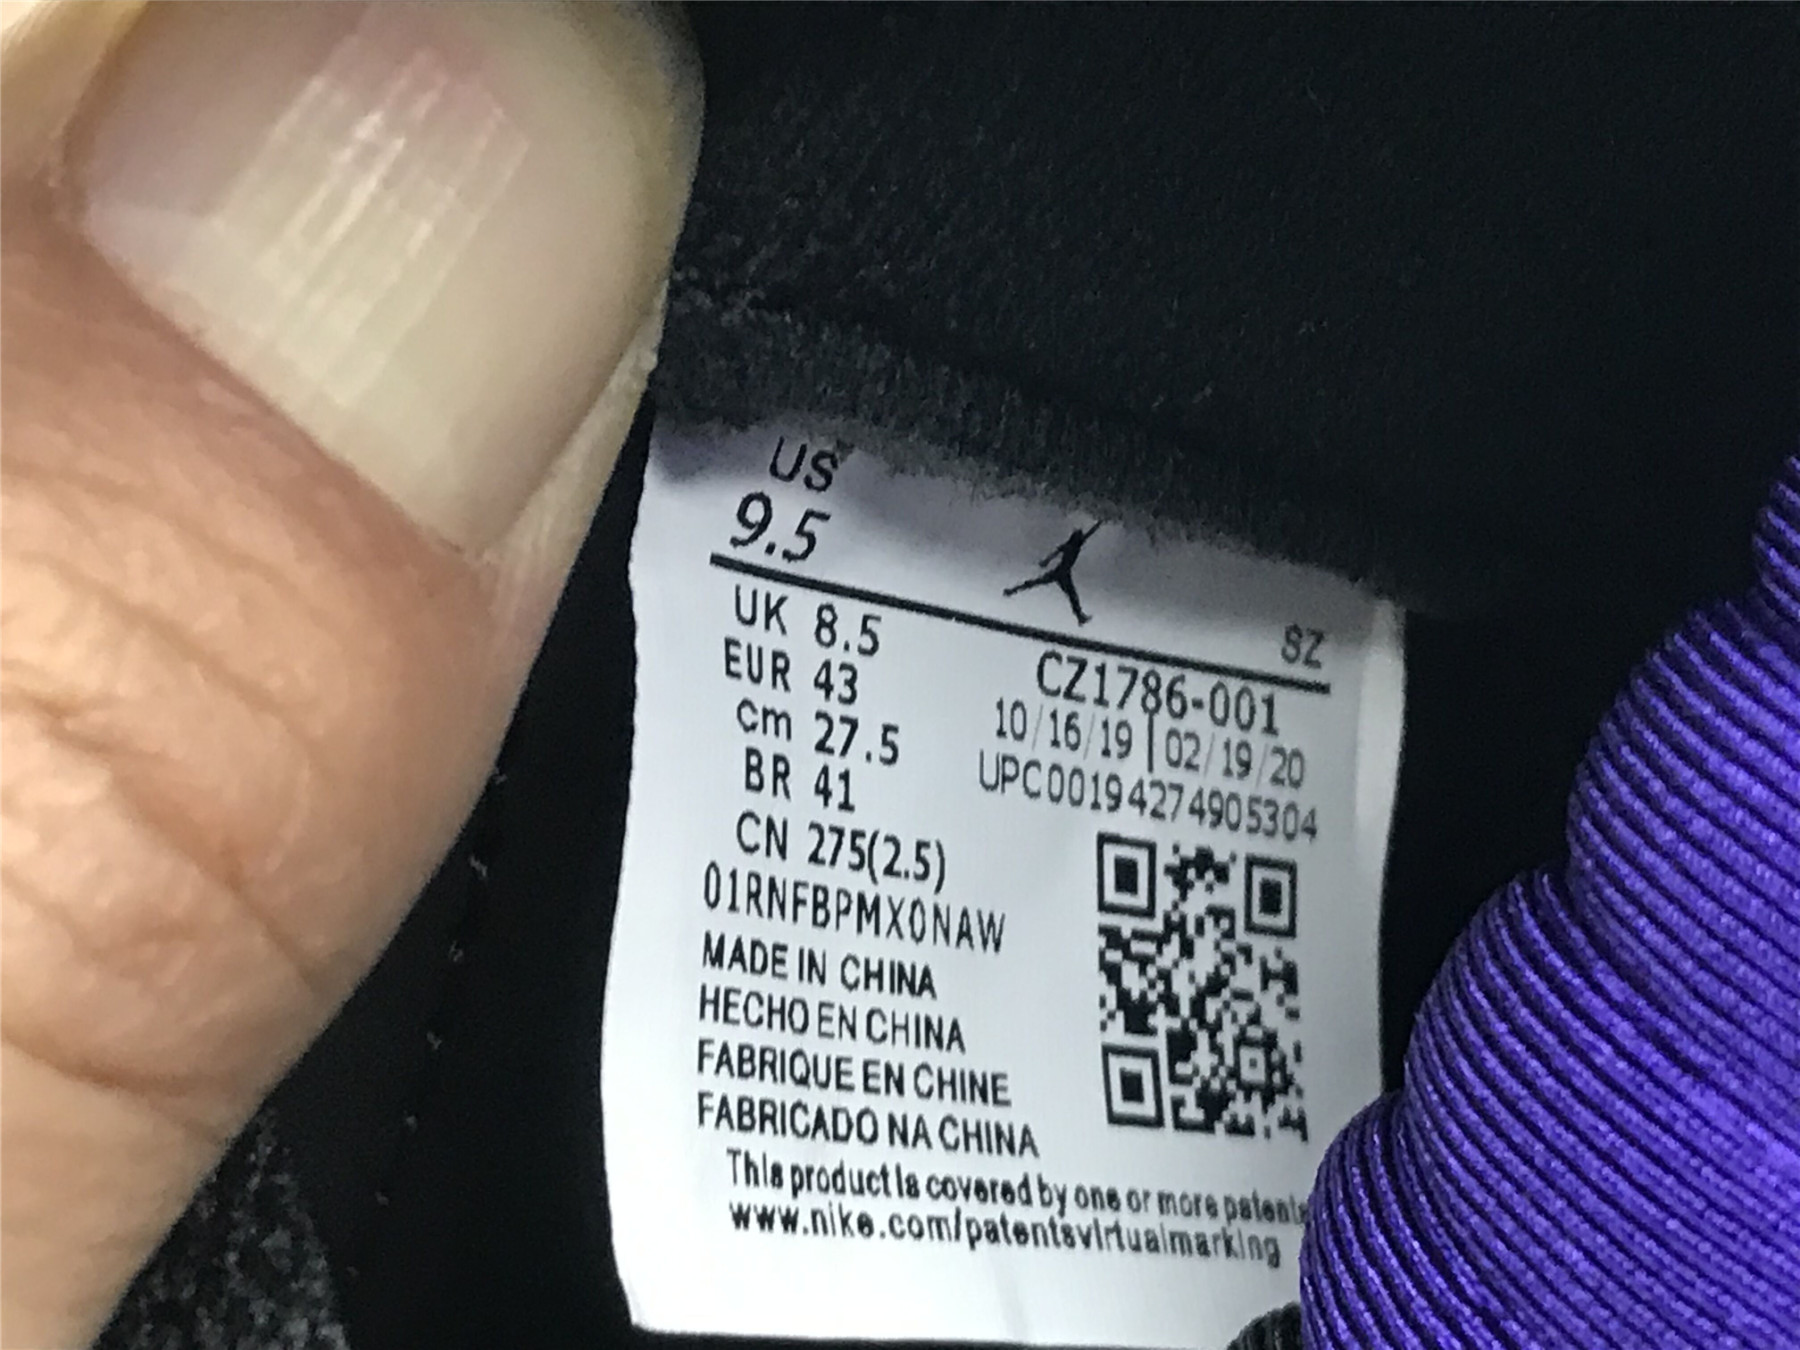 US
9.5
SZ
UK 8.5
EUR 43
cm 27.5
BR 41
CN 275(2.5)
CZ1786-001
10/16/19 | 02/19/20
UPC00194274905304
01RNFBPMX0NAW
MADE IN CHINA
HECHO EN CHINA
FABRIQUE EN CHINE
FABRICADO NA CHINA
This product is covered by one or more patents
www.nike.com/patentsvirtualmarking